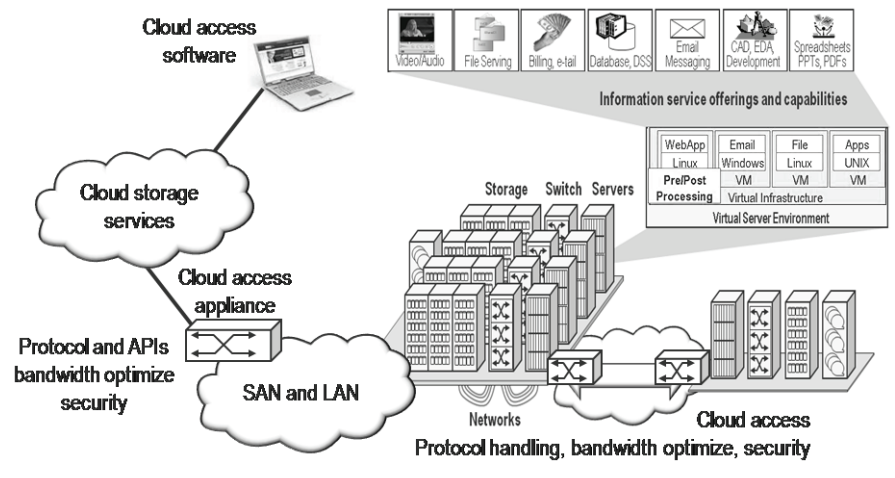 Cloud access
software
Video/Audio
File Serving
Billing, e-tail
Database, DSS
Email
Messaging
CAD, EDA,
Development
Spreadsheets
PPTs, PDFs
Information service offerings and capabilities
WebApp
Linux
Pre/Post
Processing
Email
Windows
VM
File
Linux
VM
Apps
UNIX
VM
Virtual Infrastructure
Virtual Server Environment
Cloud storage
services
Storage Switch Servers
Cloud access
appliance
Protocol and APIs
bandwidth optimize
security
SAN and LAN
Networks
Cloud access
Protocol handling, bandwidth optimize, security